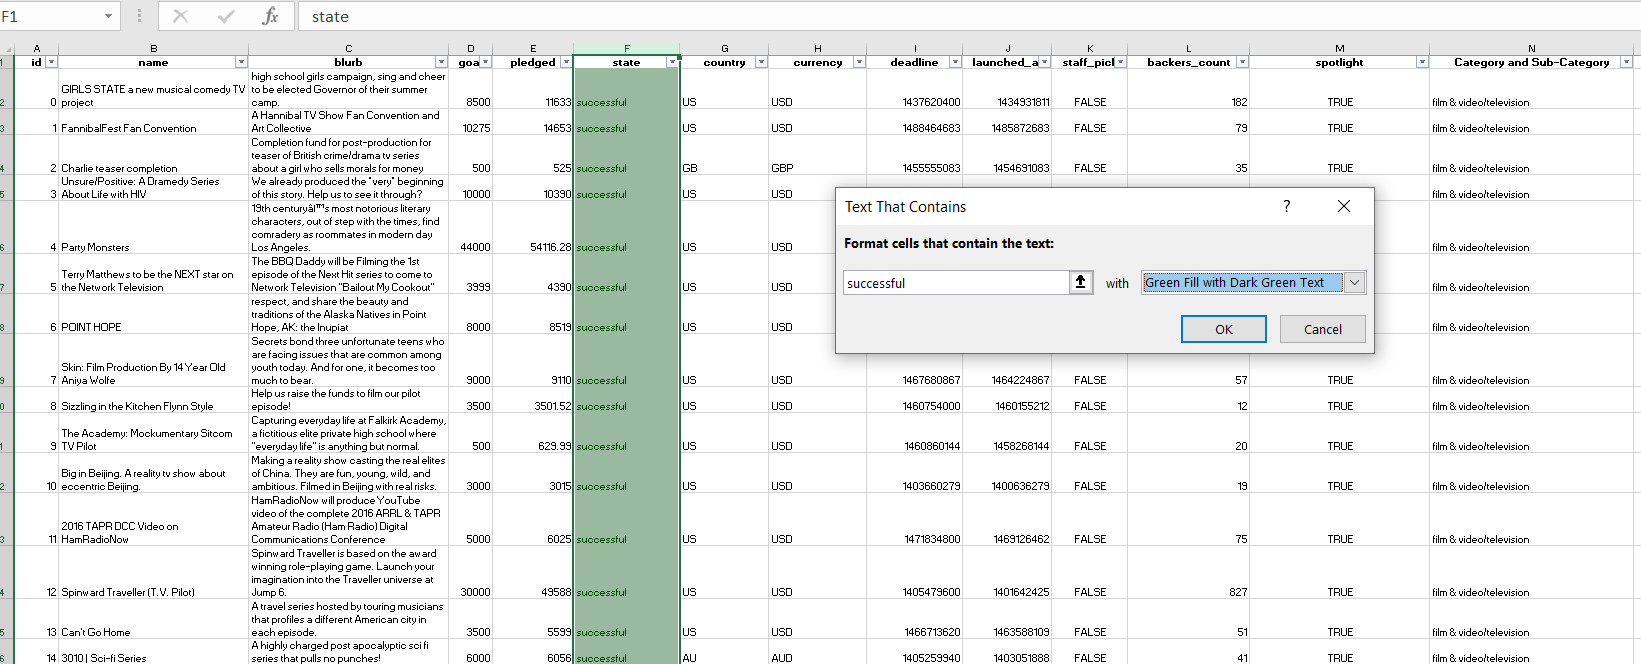 F1 fx state
A B C D E F G H I J K L M N
1 id name blurb goa pledged state country currency deadline launched_a staff_picl backers_count spotlight Category and Sub-Category
high school girls campaign, sing and cheer
GIRLS STATE a new musical comedy TV to be elected Governor of their summer
2 0 project camp. 8500 11633 successful US USD 1437620400 1434931811 FALSE 182 TRUE film & video/television
A Hannibal TV Show Fan Convention and
3 1 FannibalFest Fan Convention Art Collective 10275 14653 successful US USD 1488464683 1485872683 FALSE 79 TRUE film & video/television
Completion fund for post-production for
teaser of British crime/drama tv series
4 2 Charlie teaser completion about a girl who sells morals for money 500 525 successful GB GBP 1455555083 1454691083 FALSE 35 TRUE film & video/television
Unsure/Positive: A Dramedy Series We already produced the "very" beginning
5 3 About Life with HIV of this story. Help us to see it through? 10000 10390 successful US USD film & video/television
19th centuryâ™s most notorious literary
characters, out of step with the times, find
comradery as roommates in modern day
6 4 Party Monsters Los Angeles. 44000 54116.28 successful US USD film & video/television
The BBQ Daddy will be Filming the 1st
Terry Matthews to be the NEXT star on episode of the Next Hit series to come to
7 5 the Network Television Network Television "Bailout My Cookout" 3999 4390 successful US USD film & video/television
respect, and share the beauty and
traditions of the Alaska Natives in Point
8 6 POINT HOPE Hope, AK: the Inupiat 8000 8519 successful US USD film & video/television
Secrets bond three unfortunate teens who
are facing issues that are common among
Skin: Film Production By 14 Year Old youth today. And for one, it becomes too
9 7 Aniya Wolfe much to bear. 9000 9110 successful US USD 1467680867 1464224867 FALSE 57 TRUE film & video/television
Help us raise the funds to film our pilot
0 8 Sizzling in the Kitchen Flynn Style episode! 3500 3501.52 successful US USD 1460754000 1460155212 FALSE 12 TRUE film & video/television
Capturing everyday life at Falkirk Academy,
The Academy: Mockumentary Sitcom a fictitious elite private high school where
1 9 TV Pilot "everyday life" is anything but normal. 500 629.99 successful US USD 1460860144 1458268144 FALSE 20 TRUE film & video/television
Making a reality show casting the real elites
Big in Beijing, A reality tv show about of China. They are fun, young, wild, and
2 10 eccentric Beijing. ambitious. Filmed in Beijing with real risks. 3000 3015 successful US USD 1403660279 1400636279 FALSE 19 TRUE film & video/television
HamRadioNow will produce YouTube
video of the complete 2016 ARRL & TAPR
2016 TAPR DCC Video on Amateur Radio (Ham Radio) Digital
3 11 HamRadioNow Communications Conference 5000 6025 successful US USD 1471834800 1469126462 FALSE 75 TRUE film & video/television
Spinward Traveller is based on the award
winning role-playing game. Launch your
imagination into the Traveller universe at
4 12 Spinward Traveller (T.V. Pilot) Jump 6. 30000 49588 successful US USD 1405479600 1401642425 FALSE 827 TRUE film & video/television
A travel series hosted by touring musicians
that profiles a different American city in
5 13 Can't Go Home each episode. 3500 5599 successful US USD 1466713620 1463588109 FALSE 51 TRUE film & video/television
A highly charged post apocalyptic sci fi
6 14 3010 | Sci-fi Series series that pulls no punches! 6000 6056 successful AU AUD 1405259940 1403051888 FALSE 41 TRUE film & video/television
Text That Contains ?
Format cells that contain the text:
successful with Green Fill with Dark Green Text
OK Cancel